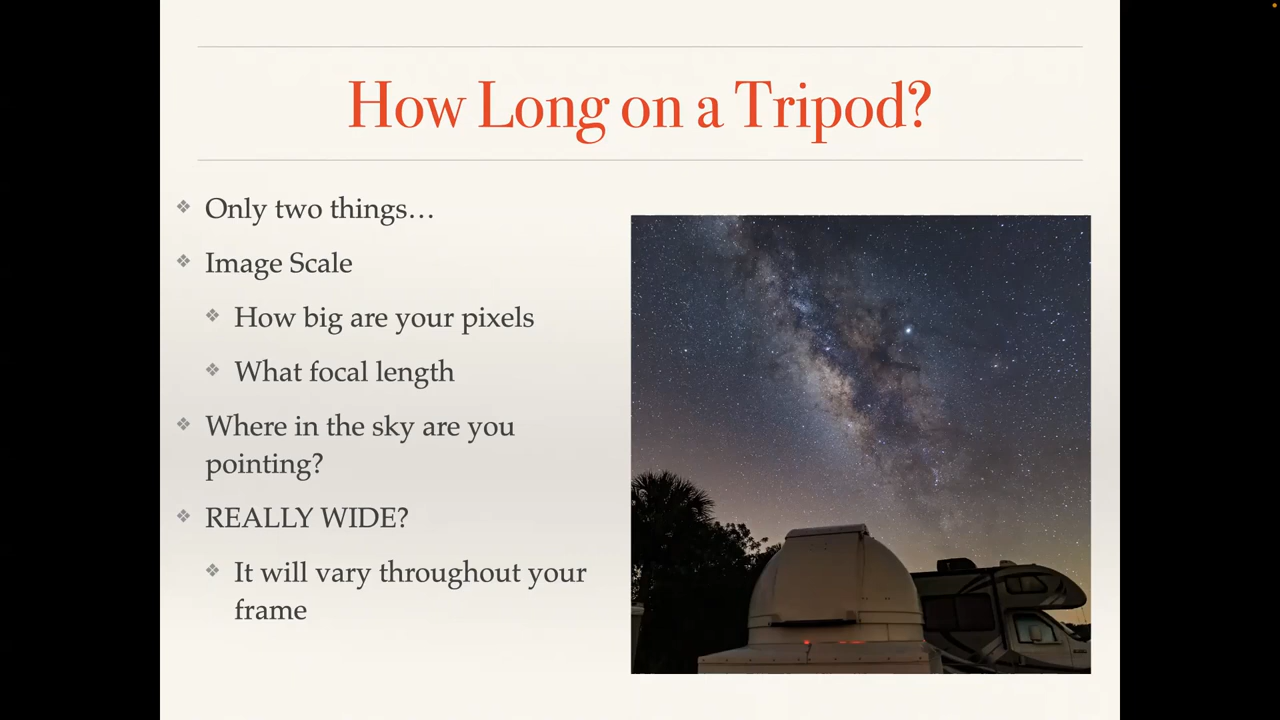 How Long on a Tripod?
Only two things…
Image Scale
How big are your pixels
What focal length
Where in the sky are you
pointing?
REALLY WIDE?
It will vary throughout your
frame